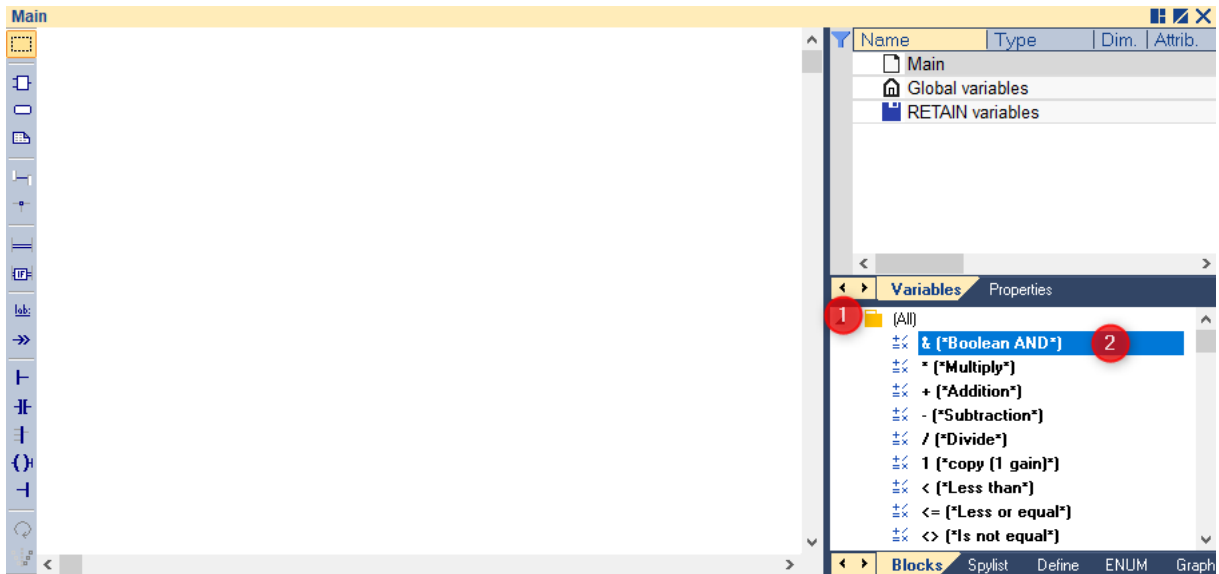 Main
Name Type Dim. Attrib.
Main
Global variables
RETAIN variables
IF
lab:
Variables Properties
1 (All)
& (*Boolean AND*) 2
* (*Multiply*)
+ (*Addition*)
- (*Subtraction*)
/ (*Divide*)
1 (*copy (1 gain)*)
< (*Less than*)
<= (*Less or equal*)
<> (*Is not equal*)
Blocks Spylist Define ENUM Graph